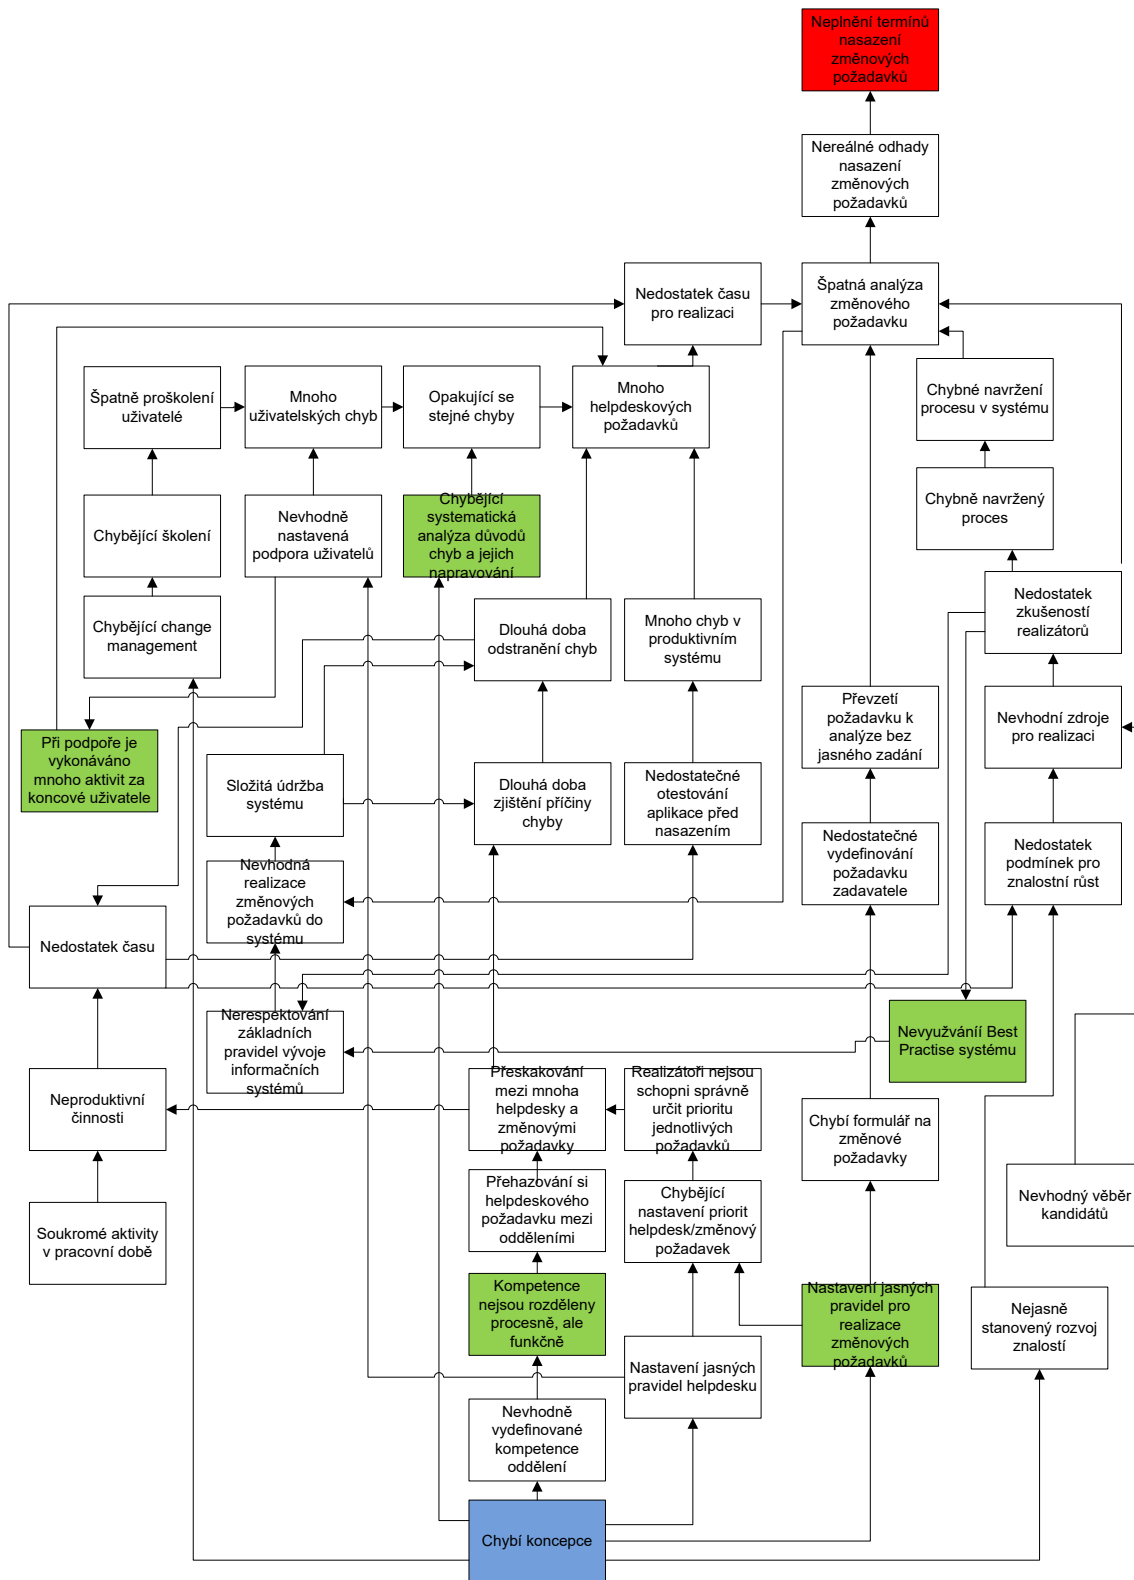 Neplnění termínů
nasazení
změnových
požadavků
Nereálné odhady
nasazení
změnových
požadavků
Nedostatek času
pro realizaci
Špatná analýza
změnového
požadavku
Špatně proškolení
uživatelé
Mnoho
uživatelských chyb
Opakující se
stejné chyby
Mnoho
helpdeskových
požadavků
Chybné navržení
procesu v systému
Chybějící školení
Nevhodně
nastavená
podpora uživatelů
Chybějící
systematická
analýza důvodů
chyb a jejich
napravování
Chybně navržený
proces
Chybějící change
management
Dlouhá doba
odstranění chyb
Mnoho chyb v
produktivním
systému
Nedostatek
zkušeností
realizátorů
Při podpoře je
vykonáváno
mnoho aktivit za
koncové uživatele
Převzetí
požadavku k
analýze bez
jasného zadání
Nevhodní zdroje
pro realizaci
Složitá údržba
systému
Dlouhá doba
zjištění příčiny
chyby
Nedostatečné
otestování
aplikace před
nasazením
Nedostatečné
vydefinování
požadavku
zadavatele
Nedostatek
podmínek pro
znalostní růst
Nevhodná
realizace
změnových
požadavků do
systému
Nedostatek času
Nerespektování
základních
pravidel vývoje
informačních
systémů
Nevyužváníí Best
Practise systému
Neproduktivní
činnosti
Přeskakování
mezi mnoha
helpdesky a
změnovými
požadavky
Realizátoři nejsou
schopni správně
určit prioritu
jednotlivých
požadavků
Chybí formulář na
změnové
požadavky
Soukromé aktivity
v pracovní době
Přehazování si
helpdeskového
požadavku mezi
odděleními
Chybějící
nastavení priorit
helpdesk/změnový
požadavek
Nevhodný věběr
kandidátů
Kompetence
nejsou rozděleny
procesně, ale
funkčně
Nastavení jasných
pravidel pro
realizace
změnových
požadavků
Nejasně
stanovený rozvoj
znalostí
Nastavení jasných
pravidel helpdesku
Nevhodně
vydefinované
kompetence
oddělení
Chybí koncepce